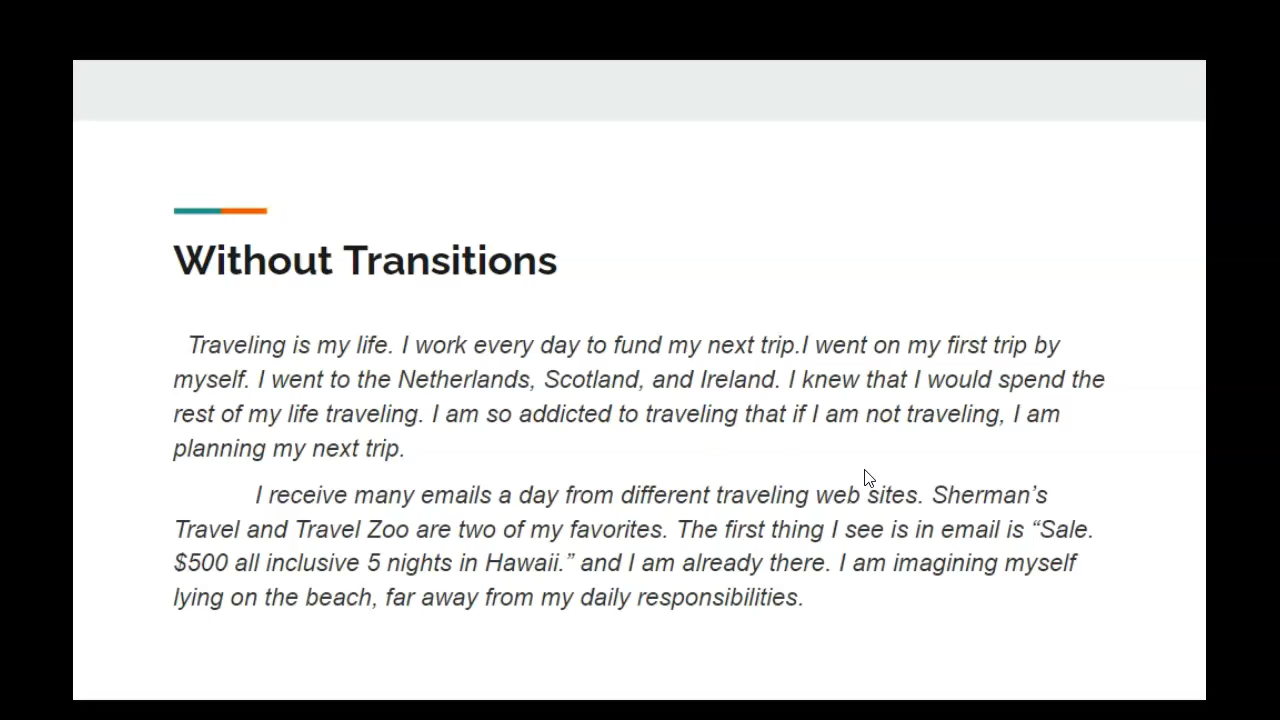 Without Transitions
Traveling is my life. I work every day to fund my next trip.I went on my first trip by
myself. I went to the Netherlands, Scotland, and Ireland. I knew that I would spend the
rest of my life traveling. I am so addicted to traveling that if I am not traveling, I am
planning my next trip.
I receive many emails a day from different traveling web sites. Sherman’s
Travel and Travel Zoo are two of my favorites. The first thing I see is in email is “Sale.
$500 all inclusive 5 nights in Hawaii.” and I am already there. I am imagining myself
lying on the beach, far away from my daily responsibilities.